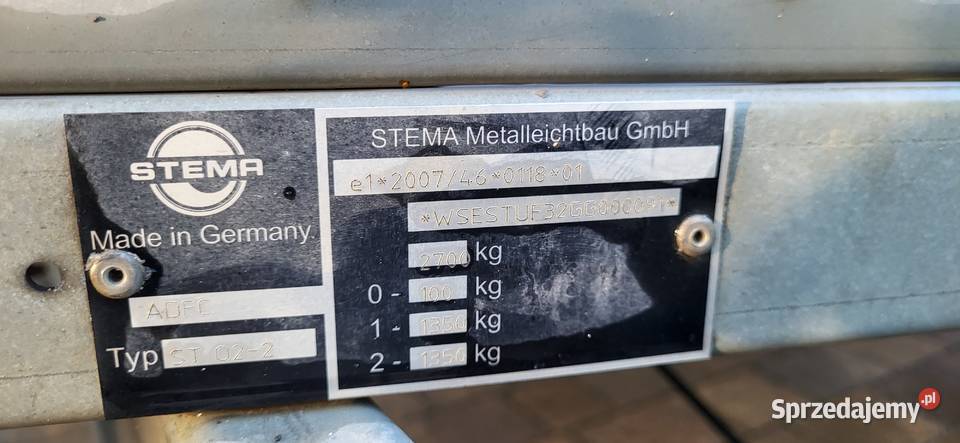 STEMA
Made in Germany
Typ ST 02-2
STEMA Metalleichtbau GmbH
e1*2007/46*0118*01
2700 kg
0 - 100 kg
1 - 1350 kg
2 - 1350 kg
Sprzedajemy.pl